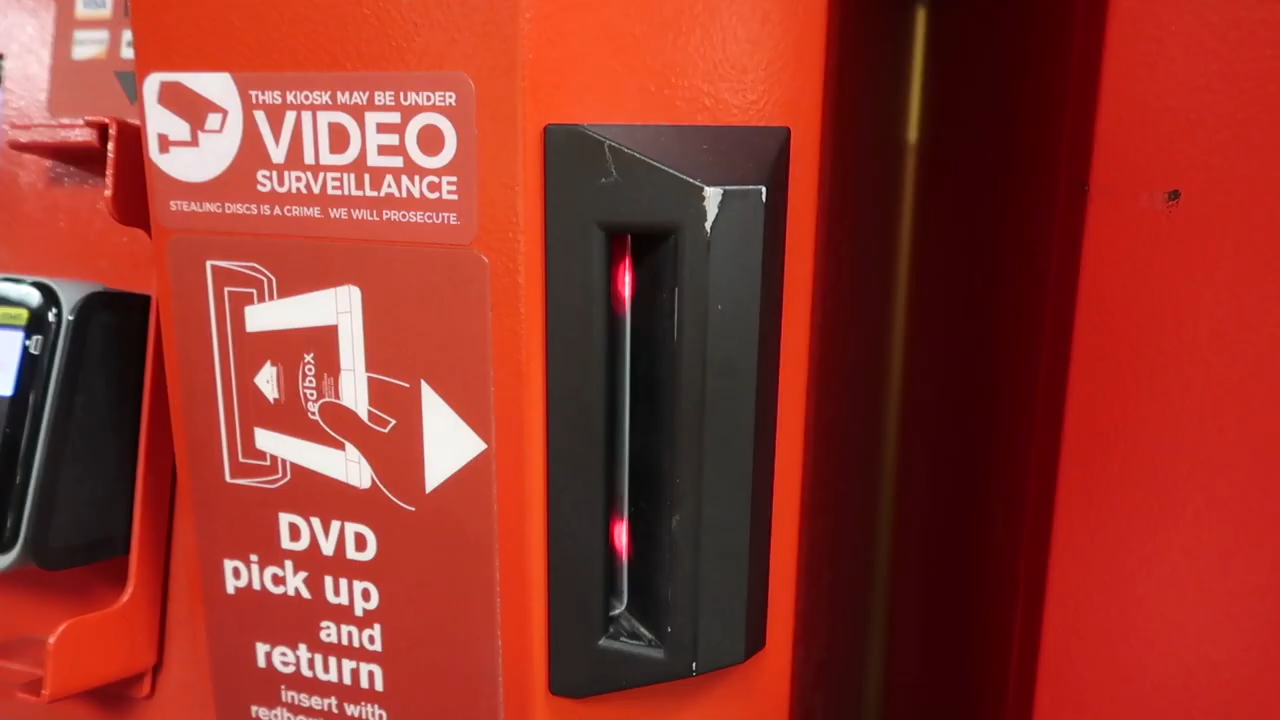 VISA
THIS KIOSK MAY BE UNDER
VIDEO
SURVEILLANCE
STEALING DISCS IS A CRIME. WE WILL PROSECUTE.
redbox
DVD
pick up
and
return
insert with